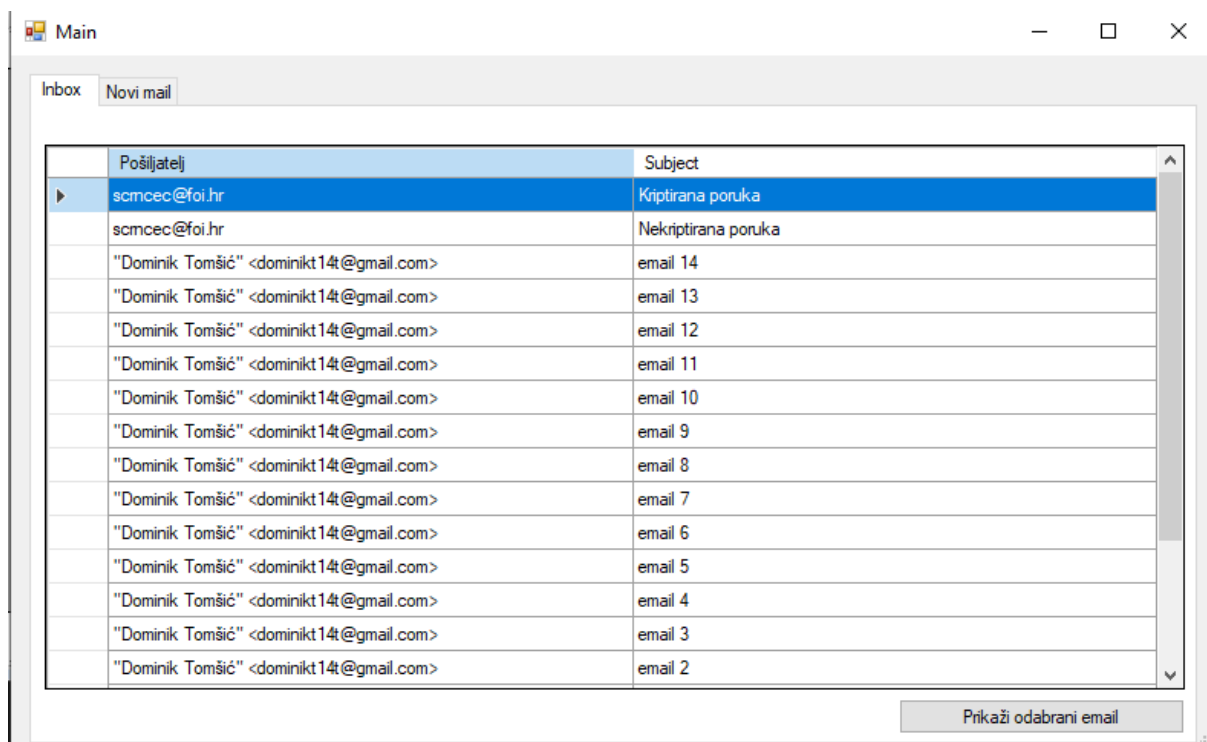 Main
Inbox Novi mail
Pošiljatelj Subject
scrncec@foi.hr Kriptirana poruka
scrncec@foi.hr Nekriptirana poruka
"Dominik Tomšić" <dominikt14t@gmail.com> email 14
"Dominik Tomšić" <dominikt14t@gmail.com> email 13
"Dominik Tomšić" <dominikt14t@gmail.com> email 12
"Dominik Tomšić" <dominikt14t@gmail.com> email 11
"Dominik Tomšić" <dominikt14t@gmail.com> email 10
"Dominik Tomšić" <dominikt14t@gmail.com> email 9
"Dominik Tomšić" <dominikt14t@gmail.com> email 8
"Dominik Tomšić" <dominikt14t@gmail.com> email 7
"Dominik Tomšić" <dominikt14t@gmail.com> email 6
"Dominik Tomšić" <dominikt14t@gmail.com> email 5
"Dominik Tomšić" <dominikt14t@gmail.com> email 4
"Dominik Tomšić" <dominikt14t@gmail.com> email 3
"Dominik Tomšić" <dominikt14t@gmail.com> email 2
Prikaži odabrani email